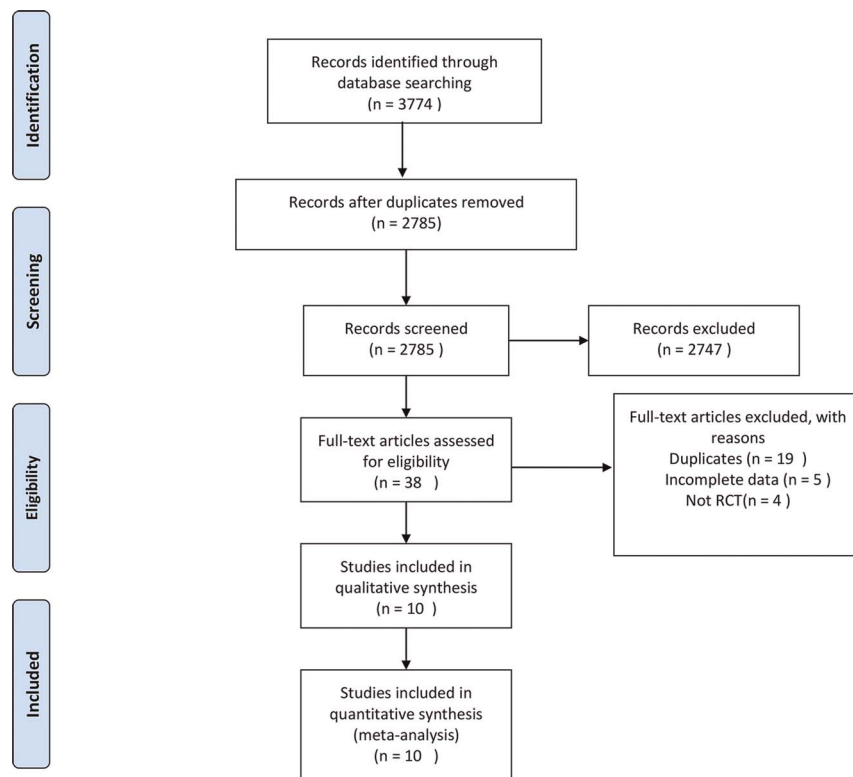 Identification
Records identified through
database searching
(n = 3774 )
Records after duplicates removed
(n = 2785)
Screening
Records screened
(n = 2785 )
Records excluded
(n = 2747 )
Eligibility
Full-text articles assessed
for eligibility
(n = 38 )
Full-text articles excluded, with
reasons
Duplicates (n = 19 )
Incomplete data (n = 5 )
Not RCT(n = 4 )
Studies included in
qualitative synthesis
(n = 10 )
Included
Studies included in
quantitative synthesis
(meta-analysis)
(n = 10 )